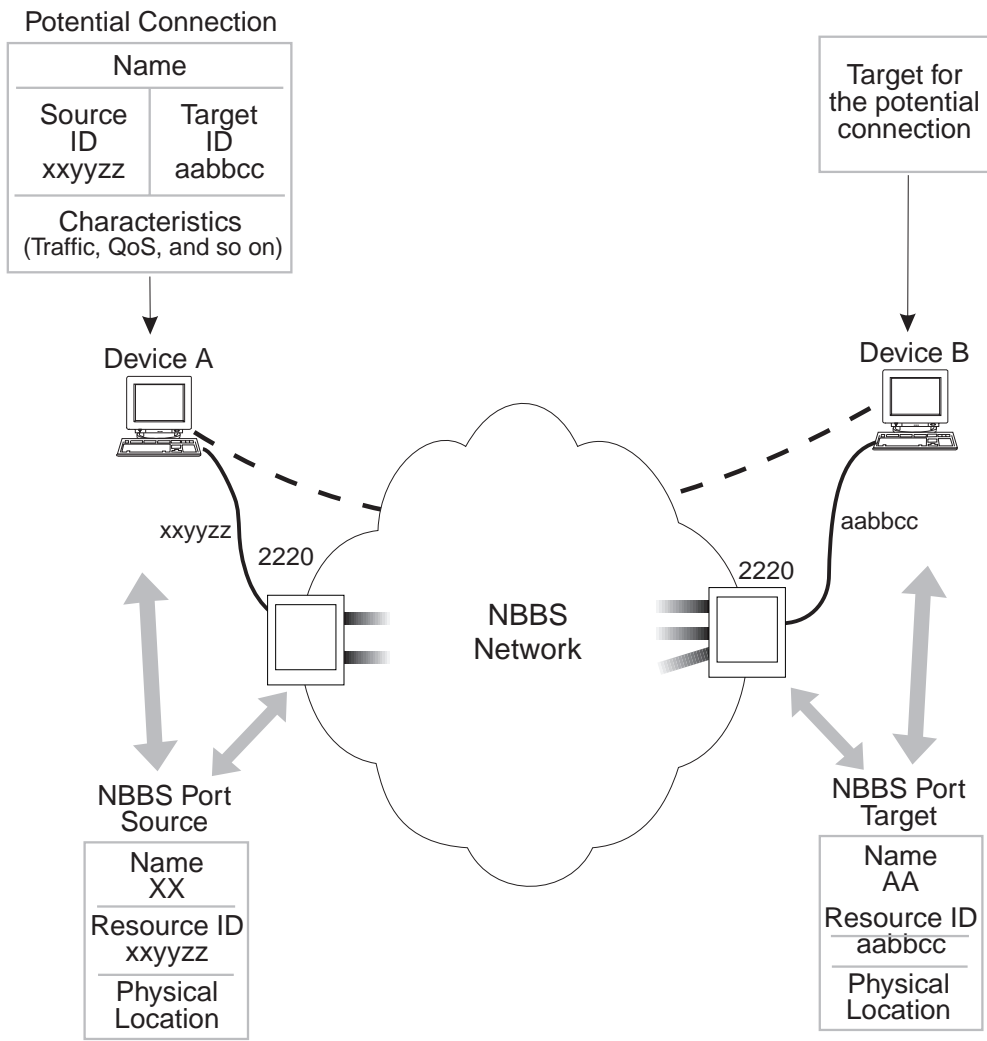 Potential Connection
Name
Source
ID
xxyyzz
Target
ID
aabbcc
Characteristics
(Traffic, QoS, and so on)
Target for
the potential
connection
Device A
Device B
xxyyzz
aabbcc
2220
2220
NBBS
Network
NBBS Port
Source
Name
XX
Resource ID
xxyyzz
Physical
Location
NBBS Port
Target
Name
AA
Resource ID
aabbcc
Physical
Location